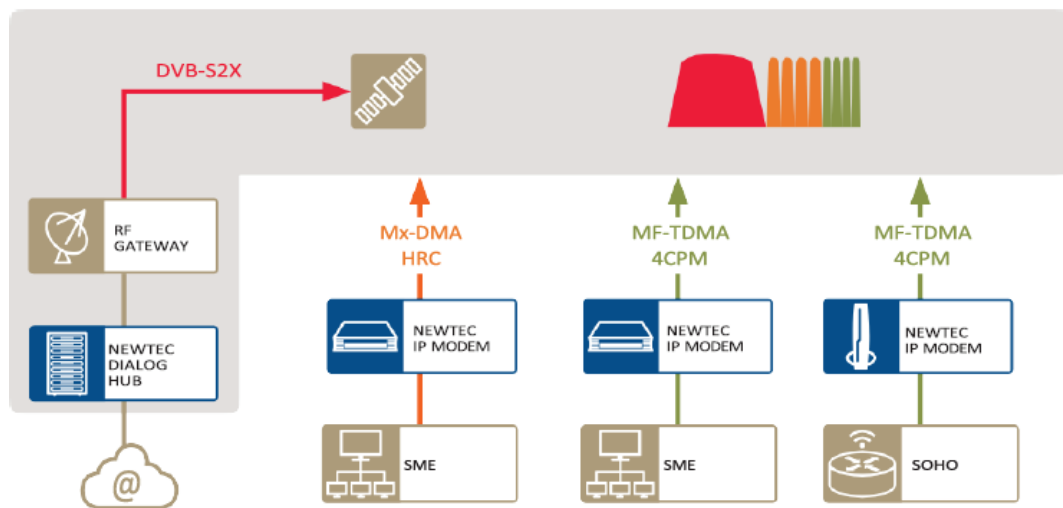 DVB-S2X
RF
GATEWAY
Mx-DMA
HRC
MF-TDMA
4CPM
MF-TDMA
4CPM
NEWTEC
DIALOG
HUB
NEWTEC
IP MODEM
NEWTEC
IP MODEM
NEWTEC
IP MODEM
@
SME
SME
SOHO